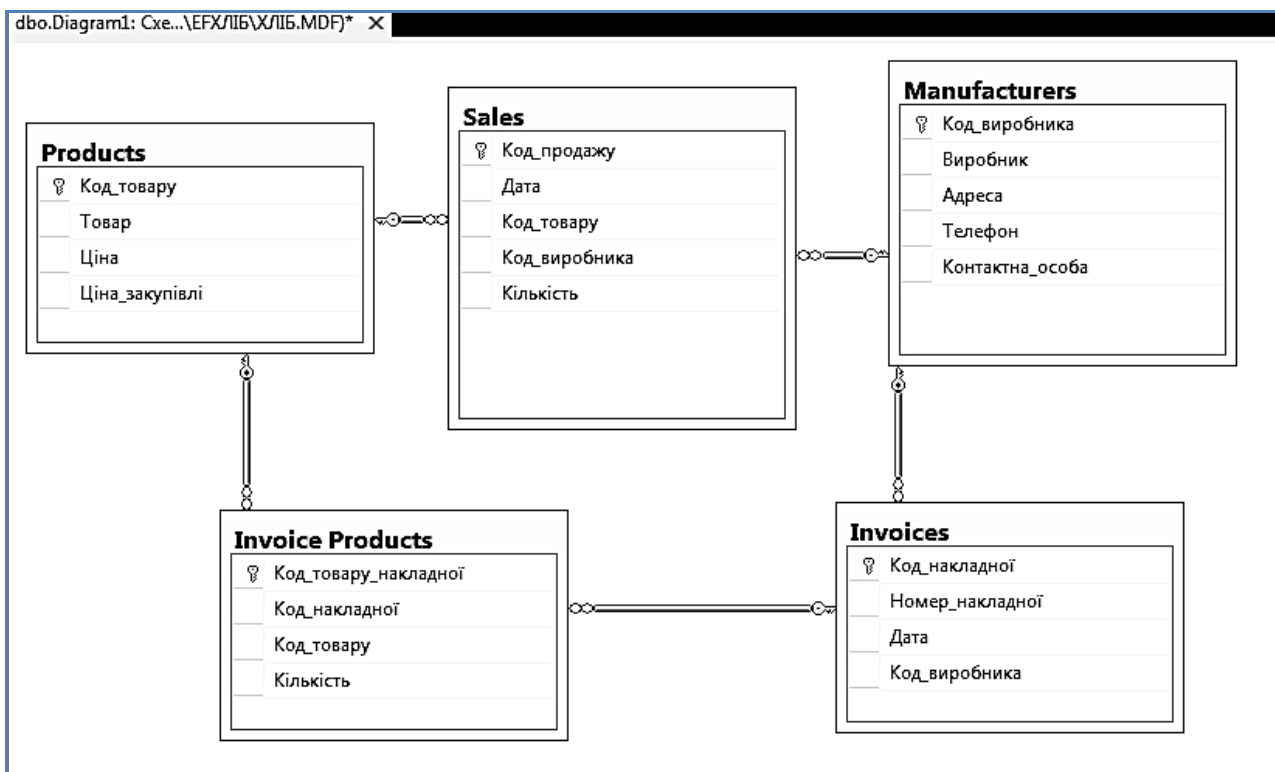 dbo.Diagram1: Схе...\EFХЛІБ\ХЛІБ.MDF)* X
Products
Код_товару
Товар
Ціна
Ціна_закупівлі
Sales
Код_продажу
Дата
Код_товару
Код_виробника
Кількість
Manufacturers
Код_виробника
Виробник
Адреса
Телефон
Контактна_особа
Invoice Products
Код_товару_накладної
Код_накладної
Код_товару
Кількість
Invoices
Код_накладної
Номер_накладної
Дата
Код_виробника